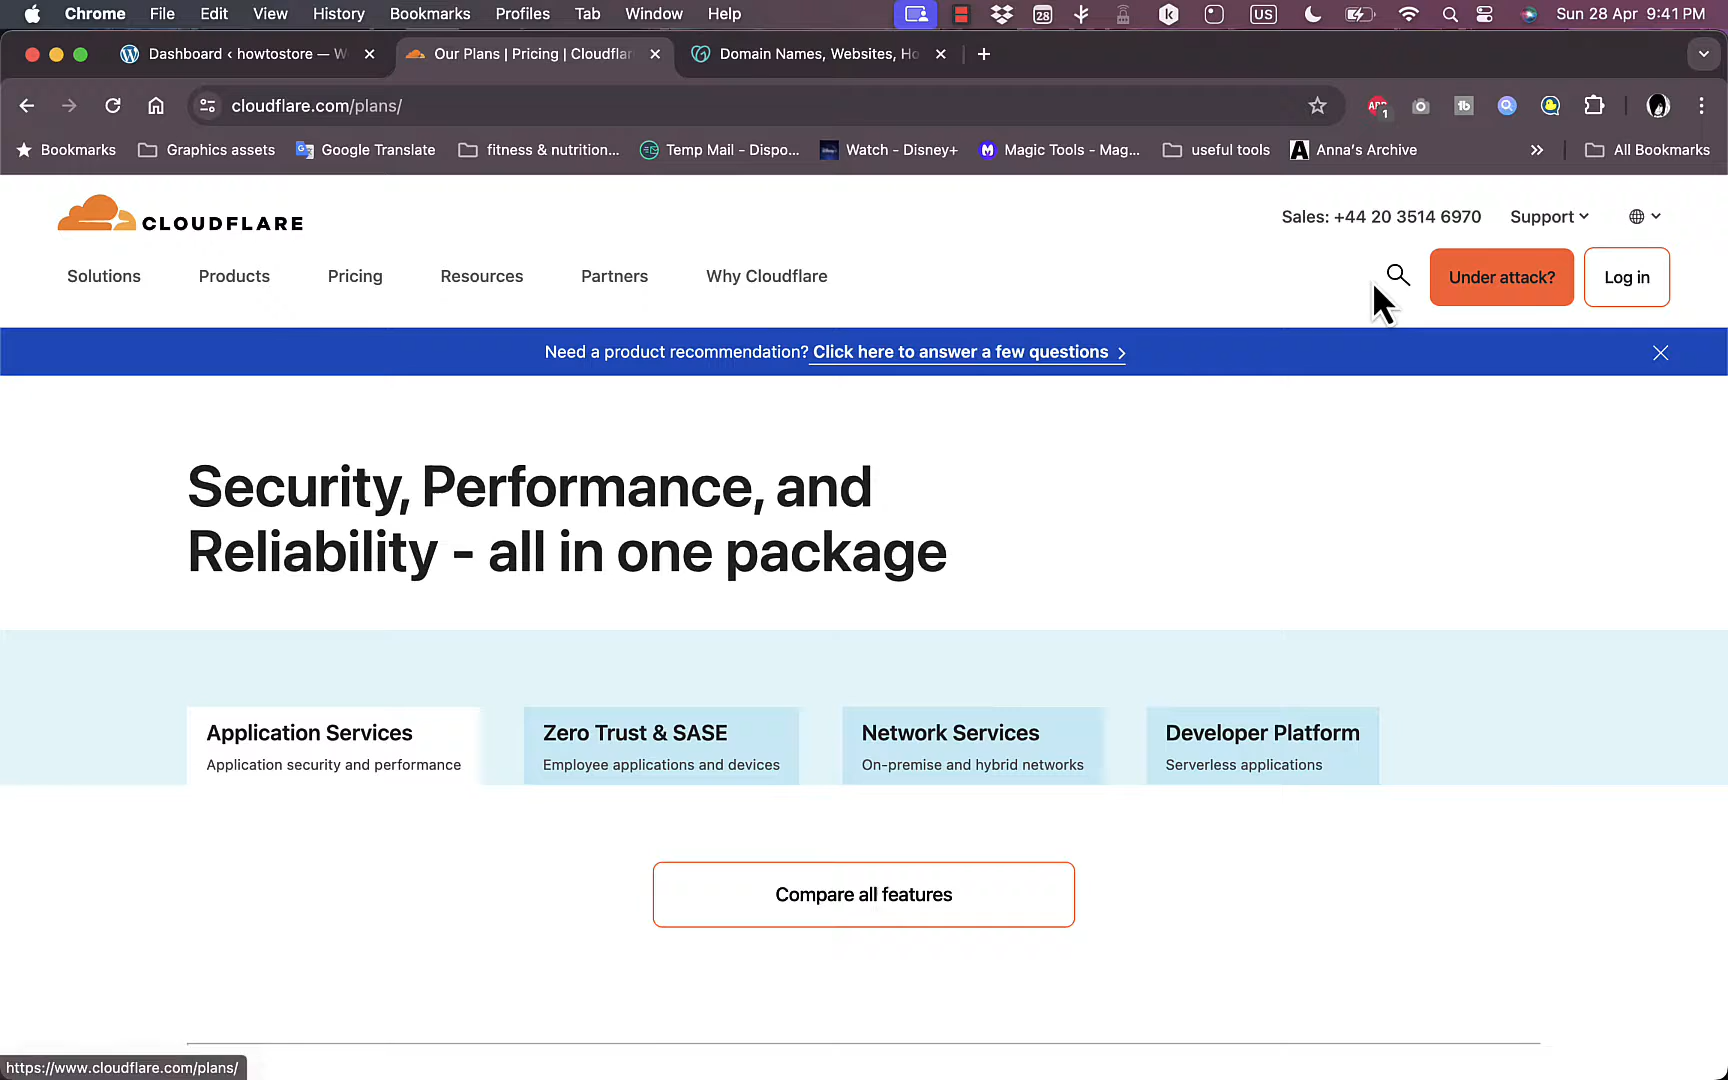 Chrome File Edit View History Bookmarks Profiles Tab Window Help 28 US Sun 28 Apr 9:41 PM
Dashboard ‹ howtostore — W Our Plans | Pricing | Cloudflar Domain Names, Websites, Ho
cloudflare.com/plans/ ABP 1 tb
Bookmarks Graphics assets Google Translate fitness & nutrition... Temp Mail - Dispo... Watch - Disney+ Magic Tools - Mag... useful tools Anna's Archive » All Bookmarks
CLOUDFLARE
Sales: +44 20 3514 6970 Support
Solutions Products Pricing Resources Partners Why Cloudflare Under attack? Log in
Need a product recommendation? Click here to answer a few questions >
Security, Performance, and
Reliability - all in one package
Application Services Zero Trust & SASE Network Services Developer Platform
Application security and performance Employee applications and devices On-premise and hybrid networks Serverless applications
Compare all features
https://www.cloudflare.com/plans/